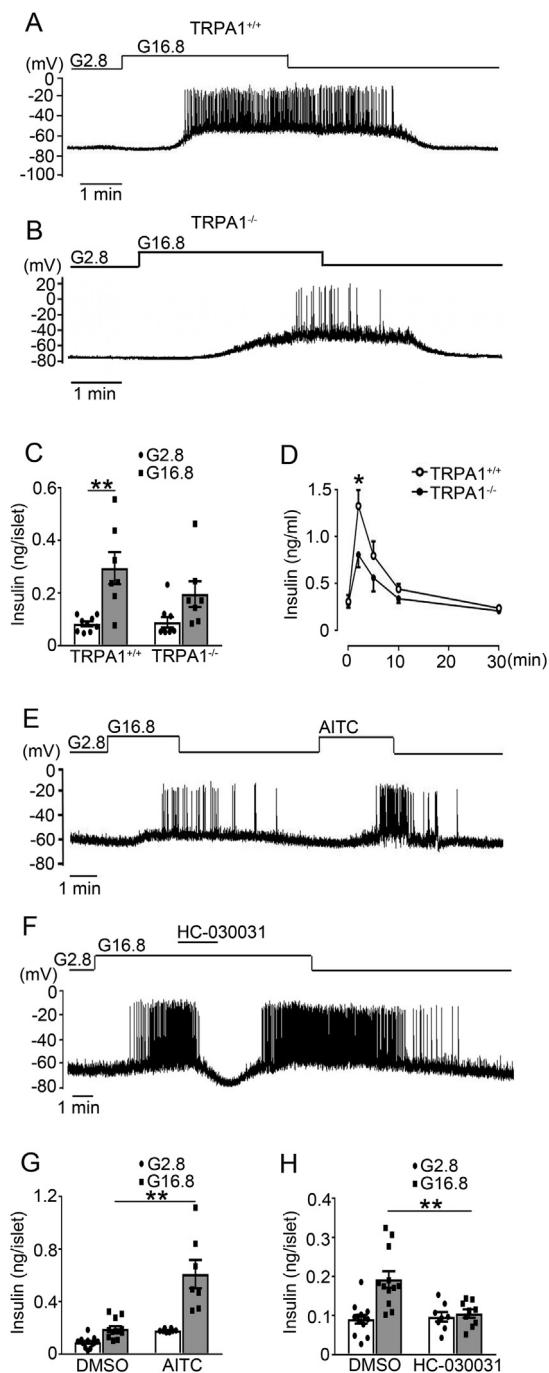 A
TRPA1+/+
G16.8
G2.8
(mV)
0
-20
-40
-60
-80
-100
1 min
B
TRPA1-/-
G16.8
G2.8
(mV)
20
0
-20
-40
-60
-80
1 min
C
G2.8
G16.8
**
Insulin (ng/islet)
0.6
0.4
0.2
0
TRPA1+/+ TRPA1-/-
D
TRPA1+/+
TRPA1-/-
*
Insulin (ng/ml)
1.5
1.0
0.5
0
0 10 20 30(min)
E
G16.8
AITC
G2.8
(mV)
0
-20
-40
-60
-80
1 min
F
HC-030031
G16.8
G2.8
(mV)
0
-20
-40
-60
-80
1 min
G
G2.8
G16.8
**
Insulin (ng/islet)
1.2
0.8
0.4
0
DMSO AITC
H
G2.8
G16.8
**
Insulin (ng/islet)
0.4
0.3
0.2
0.1
0
DMSO HC-030031